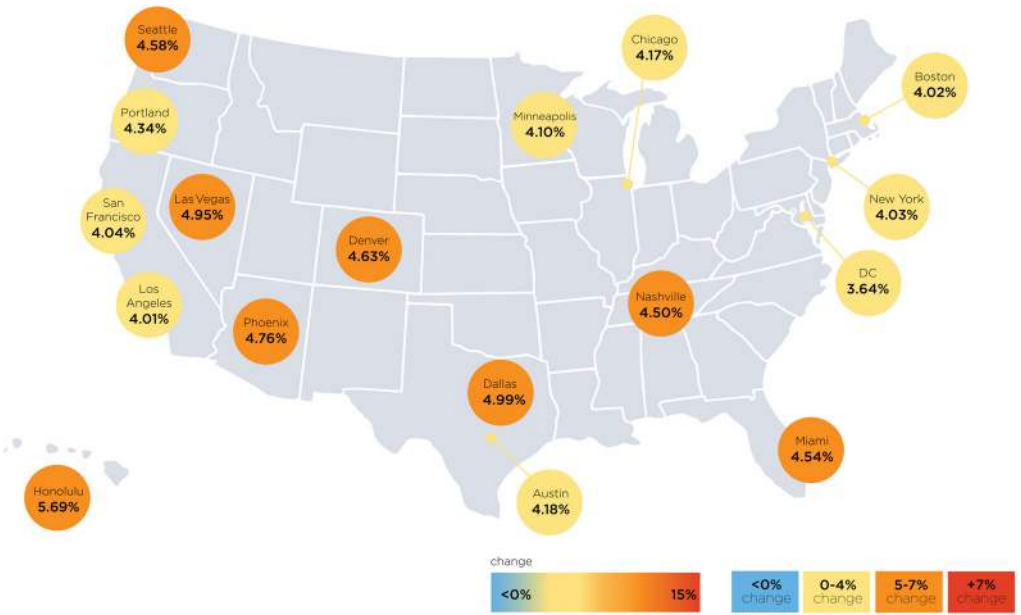 Seattle
4.58%
Chicago
4.17%
Boston
4.02%
Portland
4.34%
Minneapolis
4.10%
San
Francisco
4.04%
Las Vegas
4.95%
New York
4.03%
Denver
4.63%
DC
3.64%
Los
Angeles
4.01%
Phoenix
4.76%
Nashville
4.50%
Dallas
4.99%
Miami
4.54%
Honolulu
5.69%
Austin
4.18%
change
<0%
15%
<0%
change
0-4%
change
5-7%
change
+7%
change